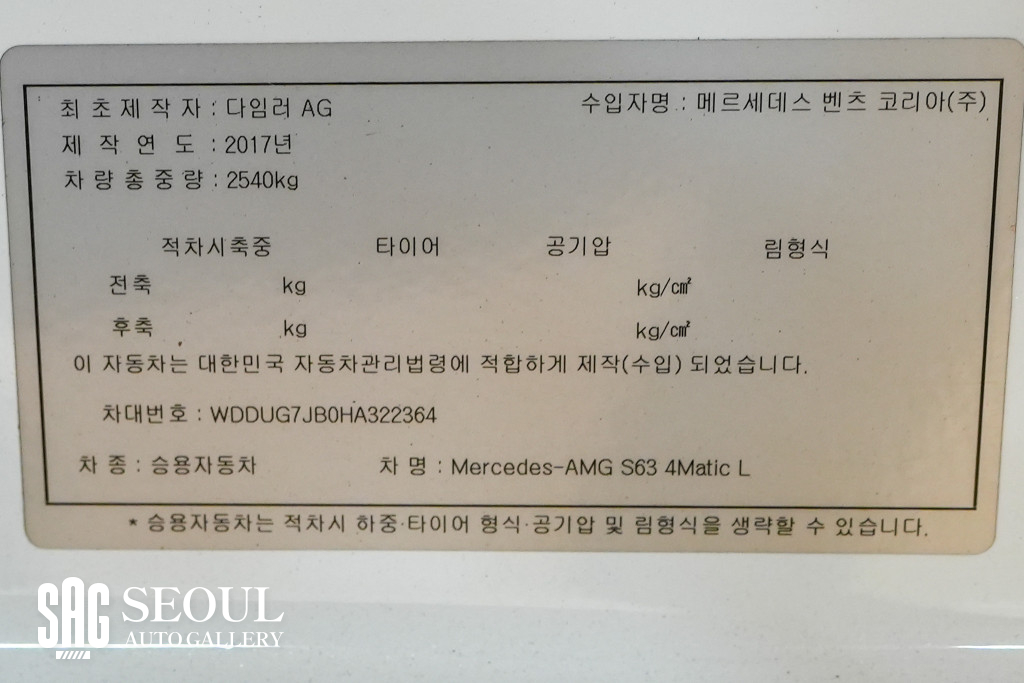 최초제작자 : 다임러 AG 수입자명 : 메르세데스 벤츠 코리아(주)
제 작 연 도 : 2017년
차량총중량 : 2540kg
적차시축중 타이어 공기압 림형식
전축 kg kg/㎠
후축 kg kg/㎠
이 자동차는 대한민국 자동차관리법령에 적합하게 제작(수입) 되었습니다.
차대번호 : WDDUG7JB0HA322364
차 종 : 승용자동차 차 명 : Mercedes-AMG S63 4Matic L
* 승용자동차는 적차시 하중·타이어 형식·공기압 및 림형식을 생략할 수 있습니다.
SAG SEOUL
AUTO GALLERY